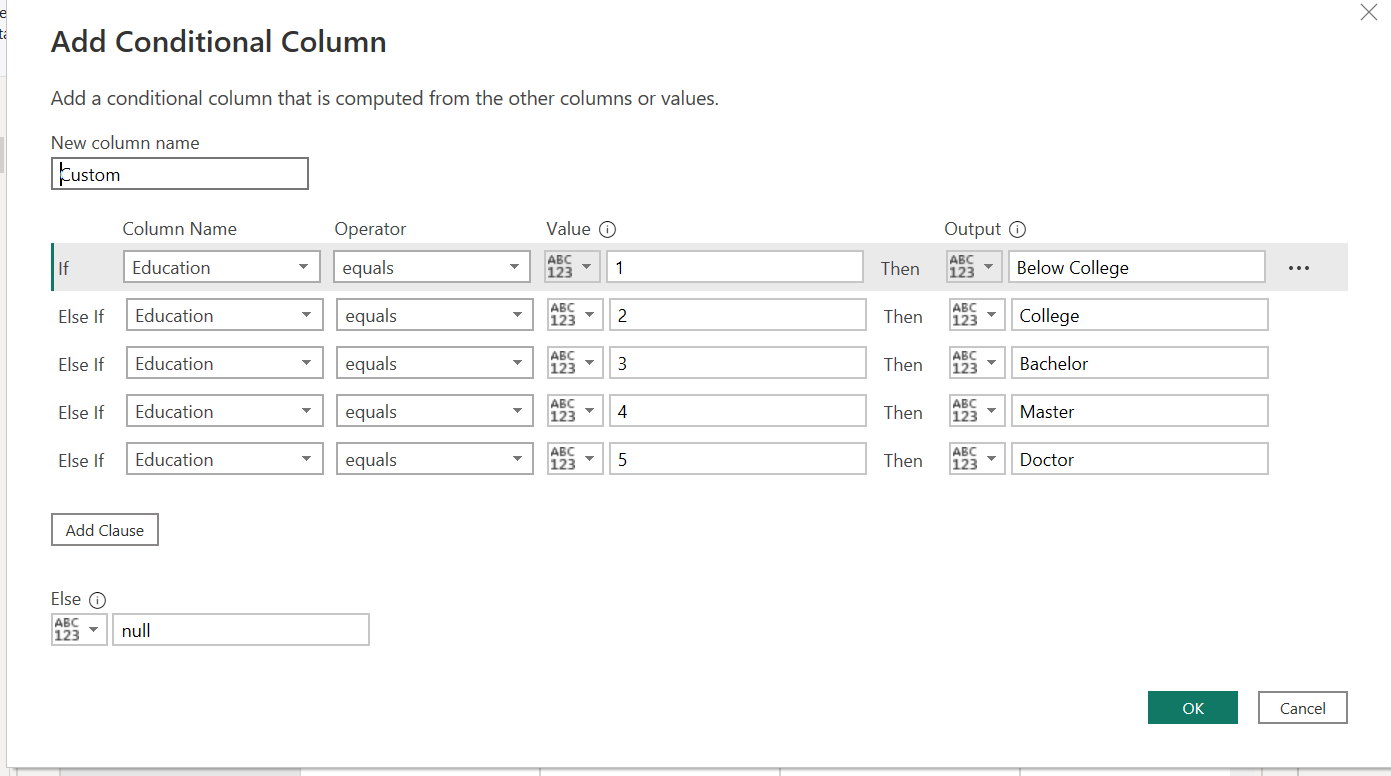 Add Conditional Column
Add a conditional column that is computed from the other columns or values.
New column name
Custom
Column Name Operator Value Output
If Education equals ABC 123 1 Then ABC 123 Below College ...
Else If Education equals ABC 123 2 Then ABC 123 College
Else If Education equals ABC 123 3 Then ABC 123 Bachelor
Else If Education equals ABC 123 4 Then ABC 123 Master
Else If Education equals ABC 123 5 Then ABC 123 Doctor
Add Clause
Else
ABC 123 null
OK Cancel